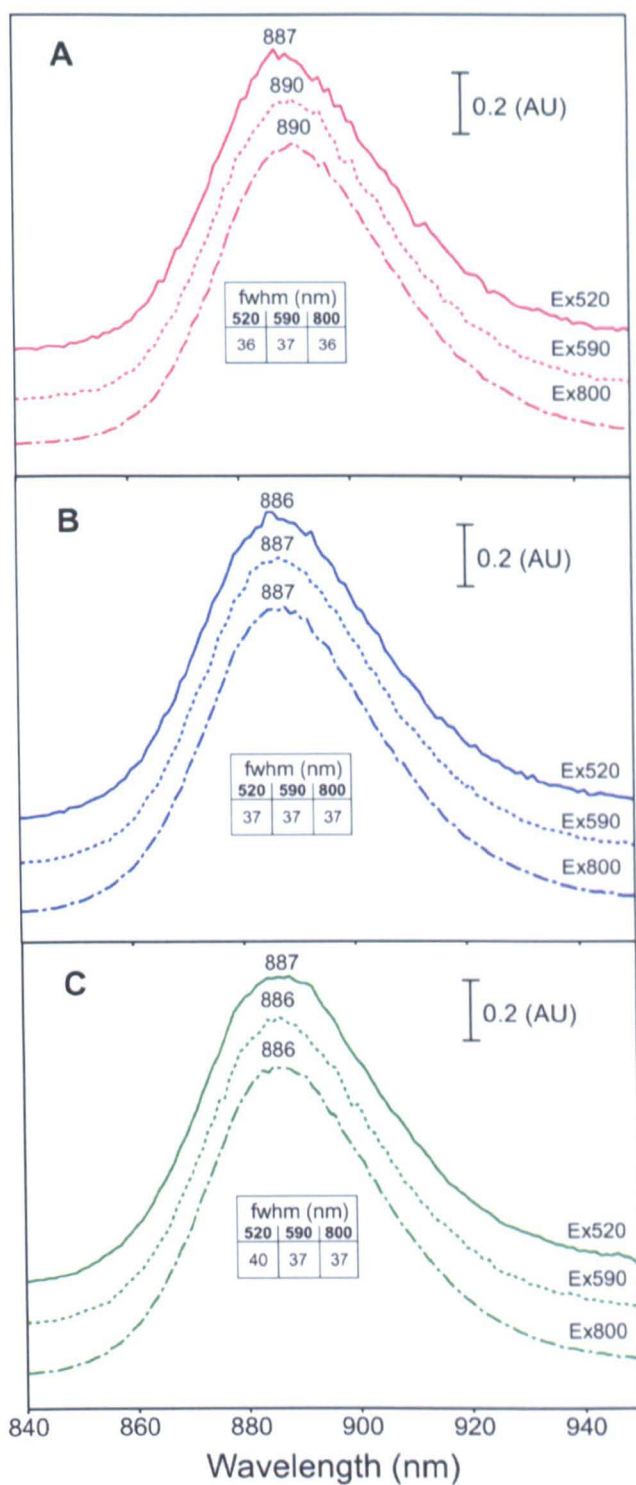 A
887
890
890
0.2 (AU)
fwhm (nm)
520 590 800
36 37 36
Ex520
Ex590
Ex800
B
886
887
887
0.2 (AU)
fwhm (nm)
520 590 800
37 37 37
Ex520
Ex590
Ex800
C
887
886
886
0.2 (AU)
fwhm (nm)
520 590 800
40 37 37
Ex520
Ex590
Ex800
840 860 880 900 920 940
Wavelength (nm)